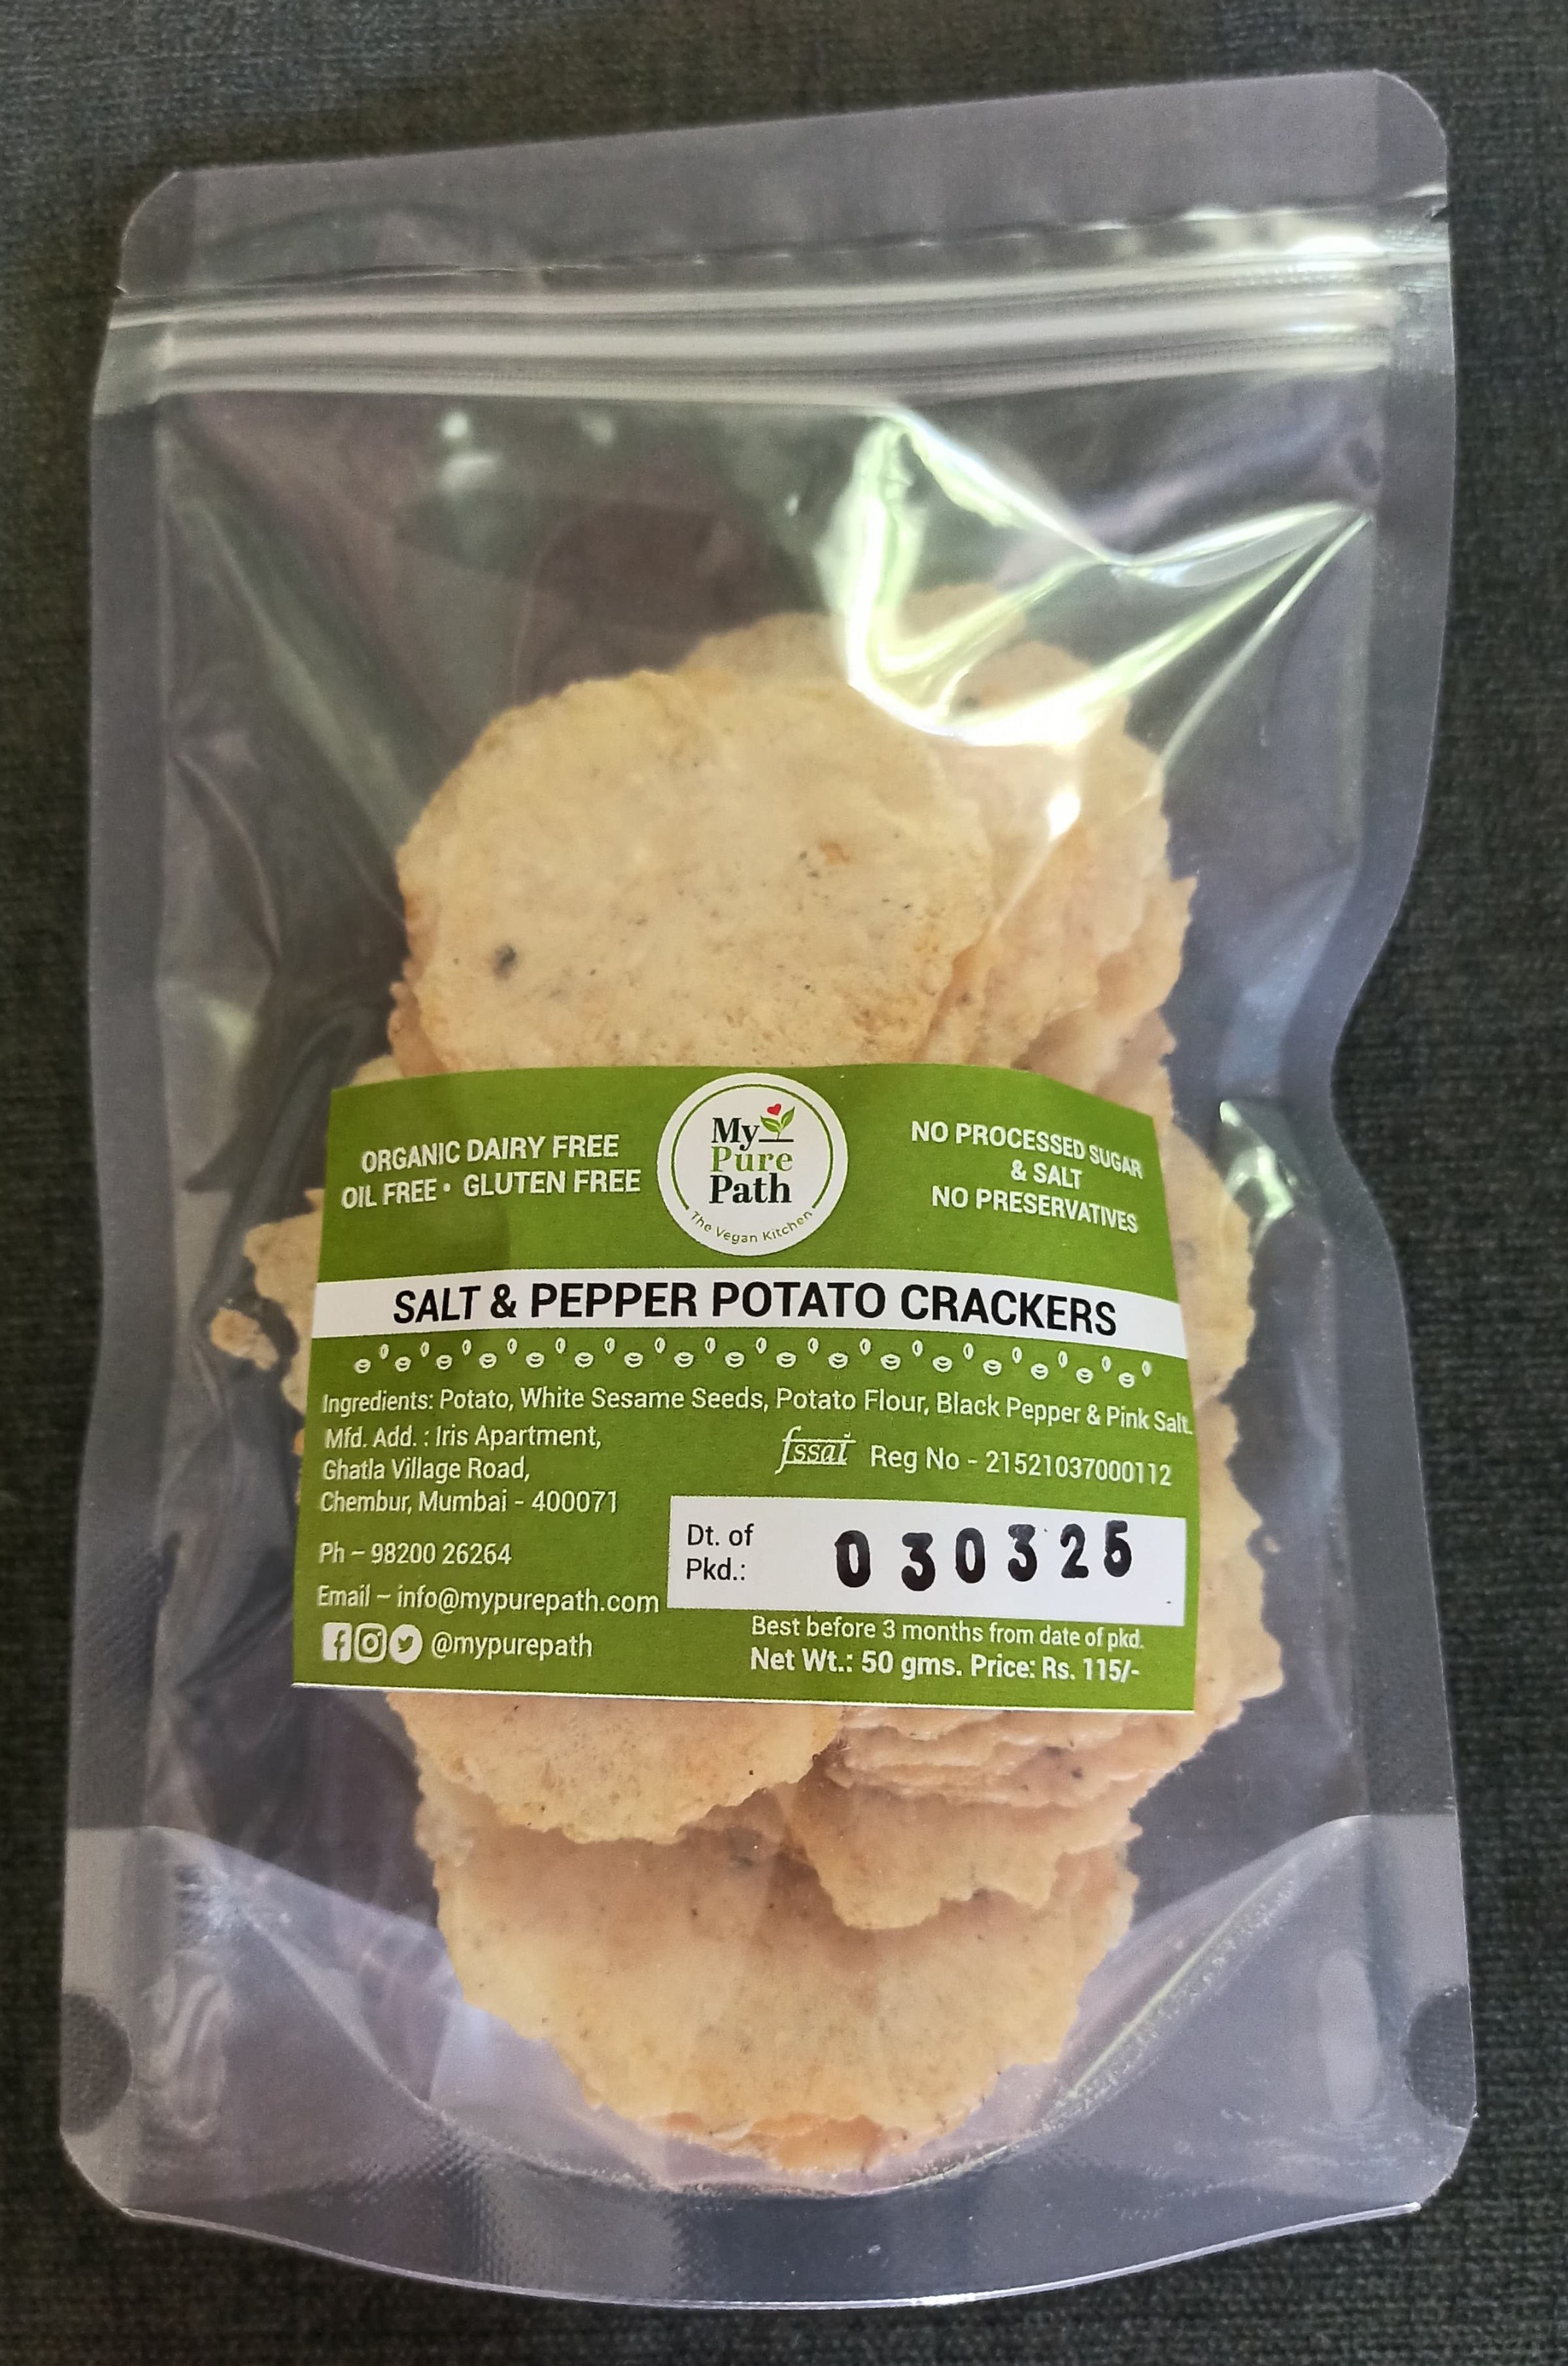 ORGANIC DAIRY FREE
OIL FREE • GLUTEN FREE
My
Pure
Path
The Vegan Kitchen
NO PROCESSED SUGAR
& SALT
NO PRESERVATIVES
SALT & PEPPER POTATO CRACKERS
Ingredients: Potato, White Sesame Seeds, Potato Flour, Black Pepper & Pink Salt.
Mfd. Add. : Iris Apartment,
Ghatla Village Road,
Chembur, Mumbai - 400071
Ph – 98200 26264
Email – info@mypurepath.com
@mypurepath
fssai Reg No - 21521037000112
Dt. of
Pkd.: 030325
Best before 3 months from date of pkd.
Net Wt.: 50 gms. Price: Rs. 115/-